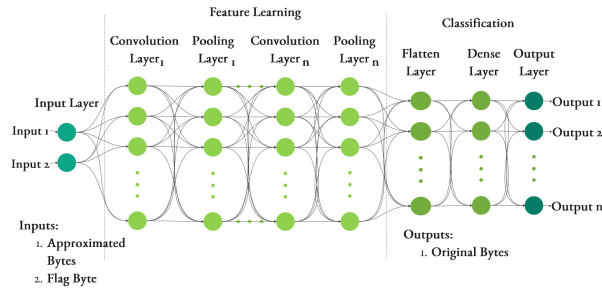 Feature Learning
Classification
Convolution
Layer 1
Pooling
Layer 1
Convolution
Layer n
Pooling
Layer n
Flatten
Layer
Dense
Layer
Output
Layer
Input Layer
Input 1
Input 2
Output 1
Output 2
Output n
Inputs:
1. Approximated
Bytes
2. Flag Byte
Outputs:
1. Original Bytes